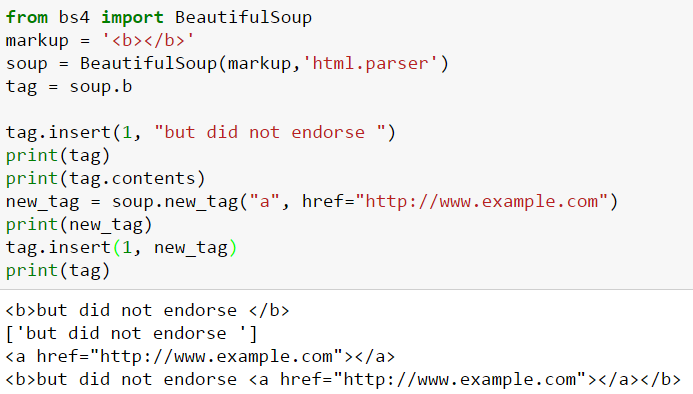 from bs4 import BeautifulSoup
markup = '<b></b>'
soup = BeautifulSoup(markup,'html.parser')
tag = soup.b
tag.insert(1, "but did not endorse ")
print(tag)
print(tag.contents)
new_tag = soup.new_tag("a", href="http://www.example.com")
print(new_tag)
tag.insert(1, new_tag)
print(tag)
<b>but did not endorse </b>
['but did not endorse ']
<a href="http://www.example.com"></a>
<b>but did not endorse <a href="http://www.example.com"></a></b>